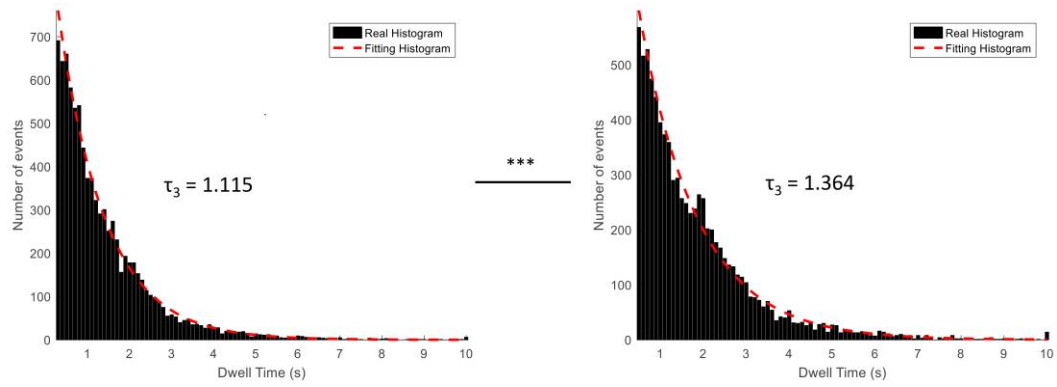 Number of events
700
600
500
400
300
200
100
0
1 2 3 4 5 6 7 8 9 10
Dwell Time (s)
Real Histogram
Fitting Histogram
τ₃ = 1.115
***
Number of events
500
400
300
200
100
0
1 2 3 4 5 6 7 8 9 10
Dwell Time (s)
Real Histogram
Fitting Histogram
τ₃ = 1.364